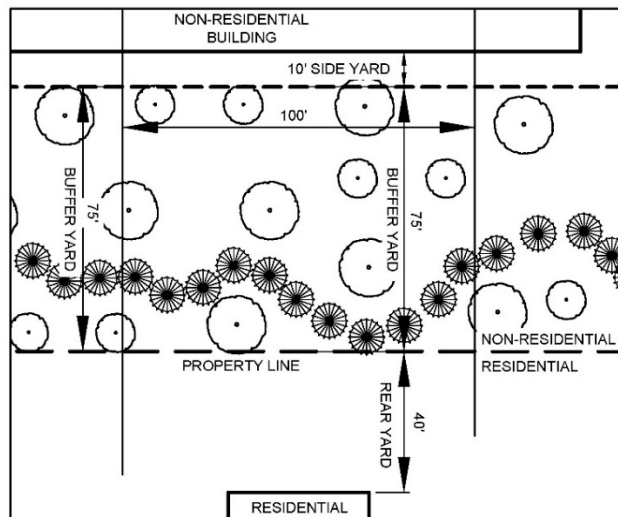 NON-RESIDENTIAL
BUILDING
10' SIDE YARD
100'
75'
BUFFER YARD
75'
BUFFER YARD
NON-RESIDENTIAL
PROPERTY LINE
RESIDENTIAL
40'
REAR YARD
RESIDENTIAL